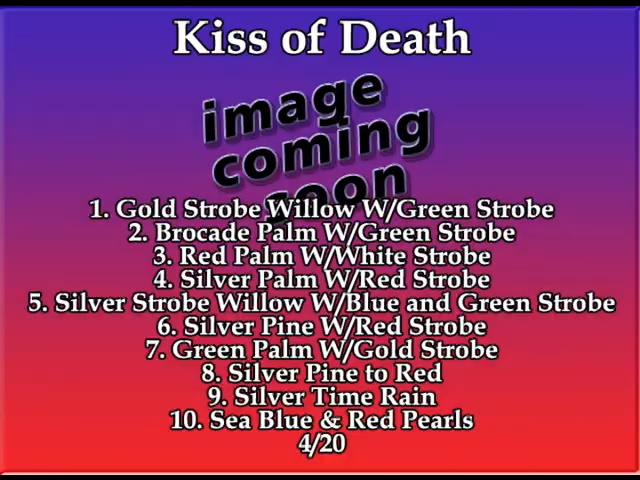 Kiss of Death
image
coming
soon
1. Gold Strobe Willow W/Green Strobe
2. Brocade Palm W/Green Strobe
3. Red Palm W/White Strobe
4. Silver Palm W/Red Strobe
5. Silver Strobe Willow W/Blue and Green Strobe
6. Silver Pine W/Red Strobe
7. Green Palm W/Gold Strobe
8. Silver Pine to Red
9. Silver Time Rain
10. Sea Blue & Red Pearls
4/20